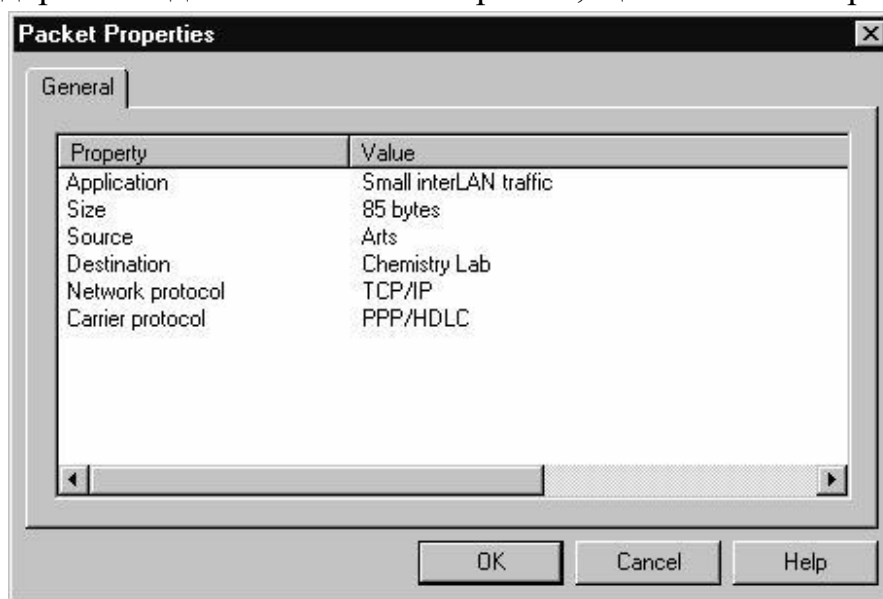 Packet Properties
General
Property Value
Application Small interLAN traffic
Size 85 bytes
Source Arts
Destination Chemistry Lab
Network protocol TCP/IP
Carrier protocol PPP/HDLC
OK Cancel Help